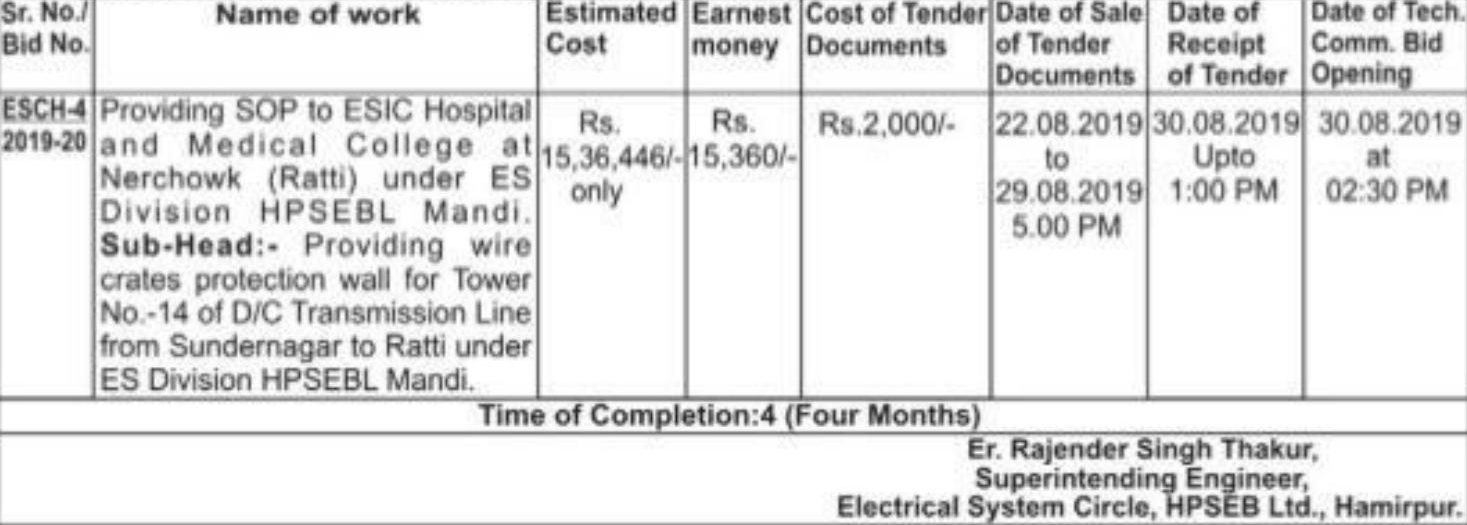 Sr. No./ Bid No.
Name of work
Estimated Cost
Earnest money
Cost of Tender Documents
Date of Sale of Tender Documents
Date of Receipt of Tender
Date of Tech. Comm. Bid Opening
ESCH-4
2019-20
Providing SOP to ESIC Hospital
and Medical College at
Nerchowk (Ratti) under ES
Division HPSEBL Mandi.
Sub-Head:- Providing wire
crates protection wall for Tower
No.-14 of D/C Transmission Line
from Sundernagar to Ratti under
ES Division HPSEBL Mandi.
Rs.
15,36,446/-
only
Rs.
15,360/-
Rs.2,000/-
22.08.2019
to
29.08.2019
5.00 PM
30.08.2019
Upto
1:00 PM
30.08.2019
at
02:30 PM
Time of Completion:4 (Four Months)
Er. Rajender Singh Thakur,
Superintending Engineer,
Electrical System Circle, HPSEB Ltd., Hamirpur.